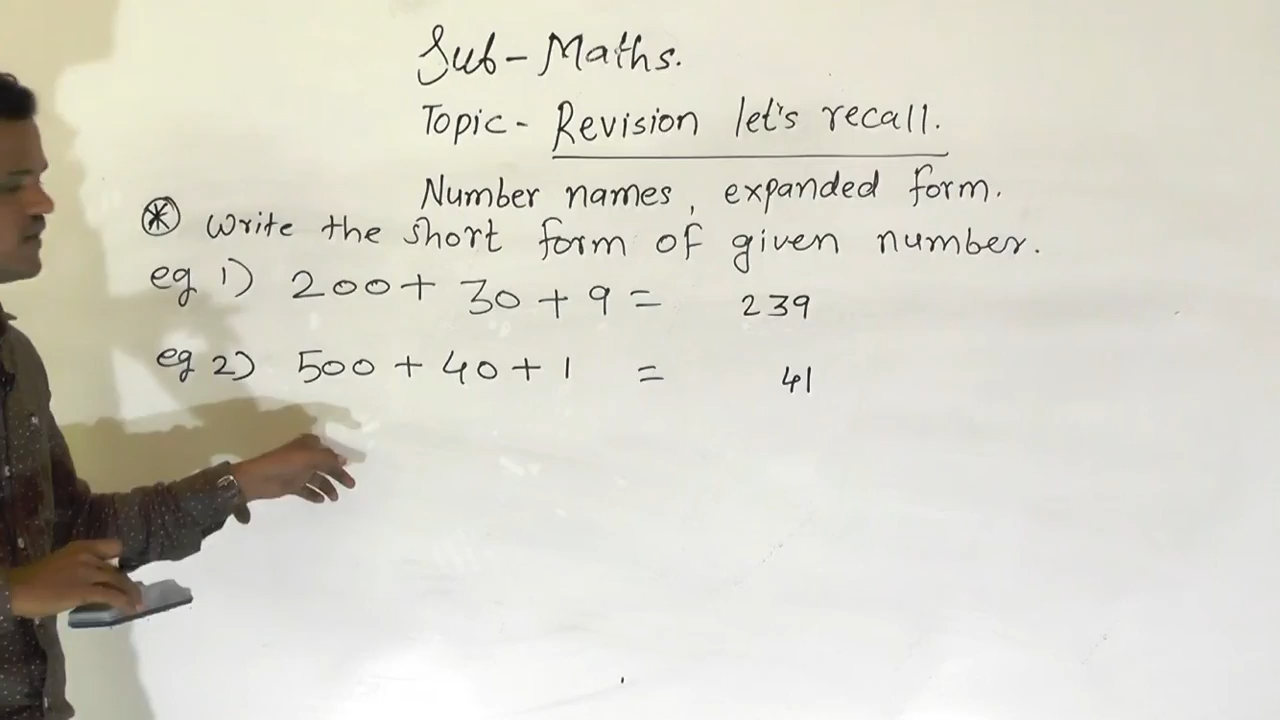 Sub - Maths.
Topic - Revision let's recall.
Number names, expanded form.
* Write the short form of given number.
eg 1) 200 + 30 + 9 = 239
eg 2) 500 + 40 + 1 = 41